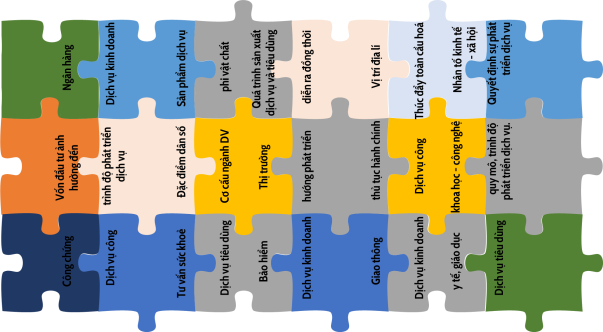 Ngân hàng
Dịch vụ kinh doanh
Sản phẩm dịch vụ
phi vật chất
Quá trình sản xuất
dịch vụ và tiêu dùng
diễn ra đồng thời
Vị trí địa lí
Thúc đẩy toàn cầu hoá
Nhân tố kinh tế
- xã hội
Quyết định sự phát
triển dịch vụ
Vốn đầu tư ảnh
hưởng đến
trình độ phát triển
dịch vụ
Đặc điểm dân số
Cơ cấu ngành DV
Thị trường
hướng phát triển
thủ tục hành chính
Dịch vụ công
khoa học - công nghệ
quy mô, trình độ
phát triển dịch vụ.
Công chứng
Dịch vụ công
Tư vấn sức khoẻ
Dịch vụ tiêu dùng
Bảo hiểm
Dịch vụ kinh doanh
Giao thông
Dịch vụ kinh doanh
y tế, giáo dục
Dịch vụ tiêu dùng